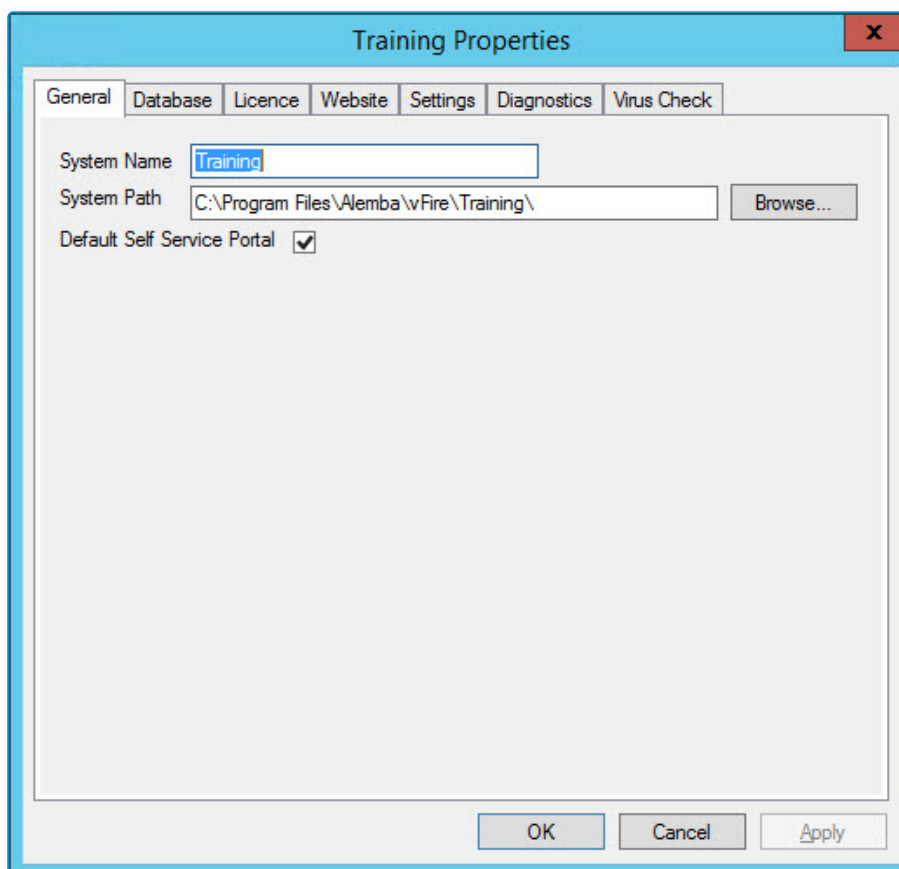 Training Properties
x
General Database Licence Website Settings Diagnostics Virus Check
System Name Training
System Path C:\Program Files\Alemba\vFire\Training\ Browse...
Default Self Service Portal
OK Cancel Apply